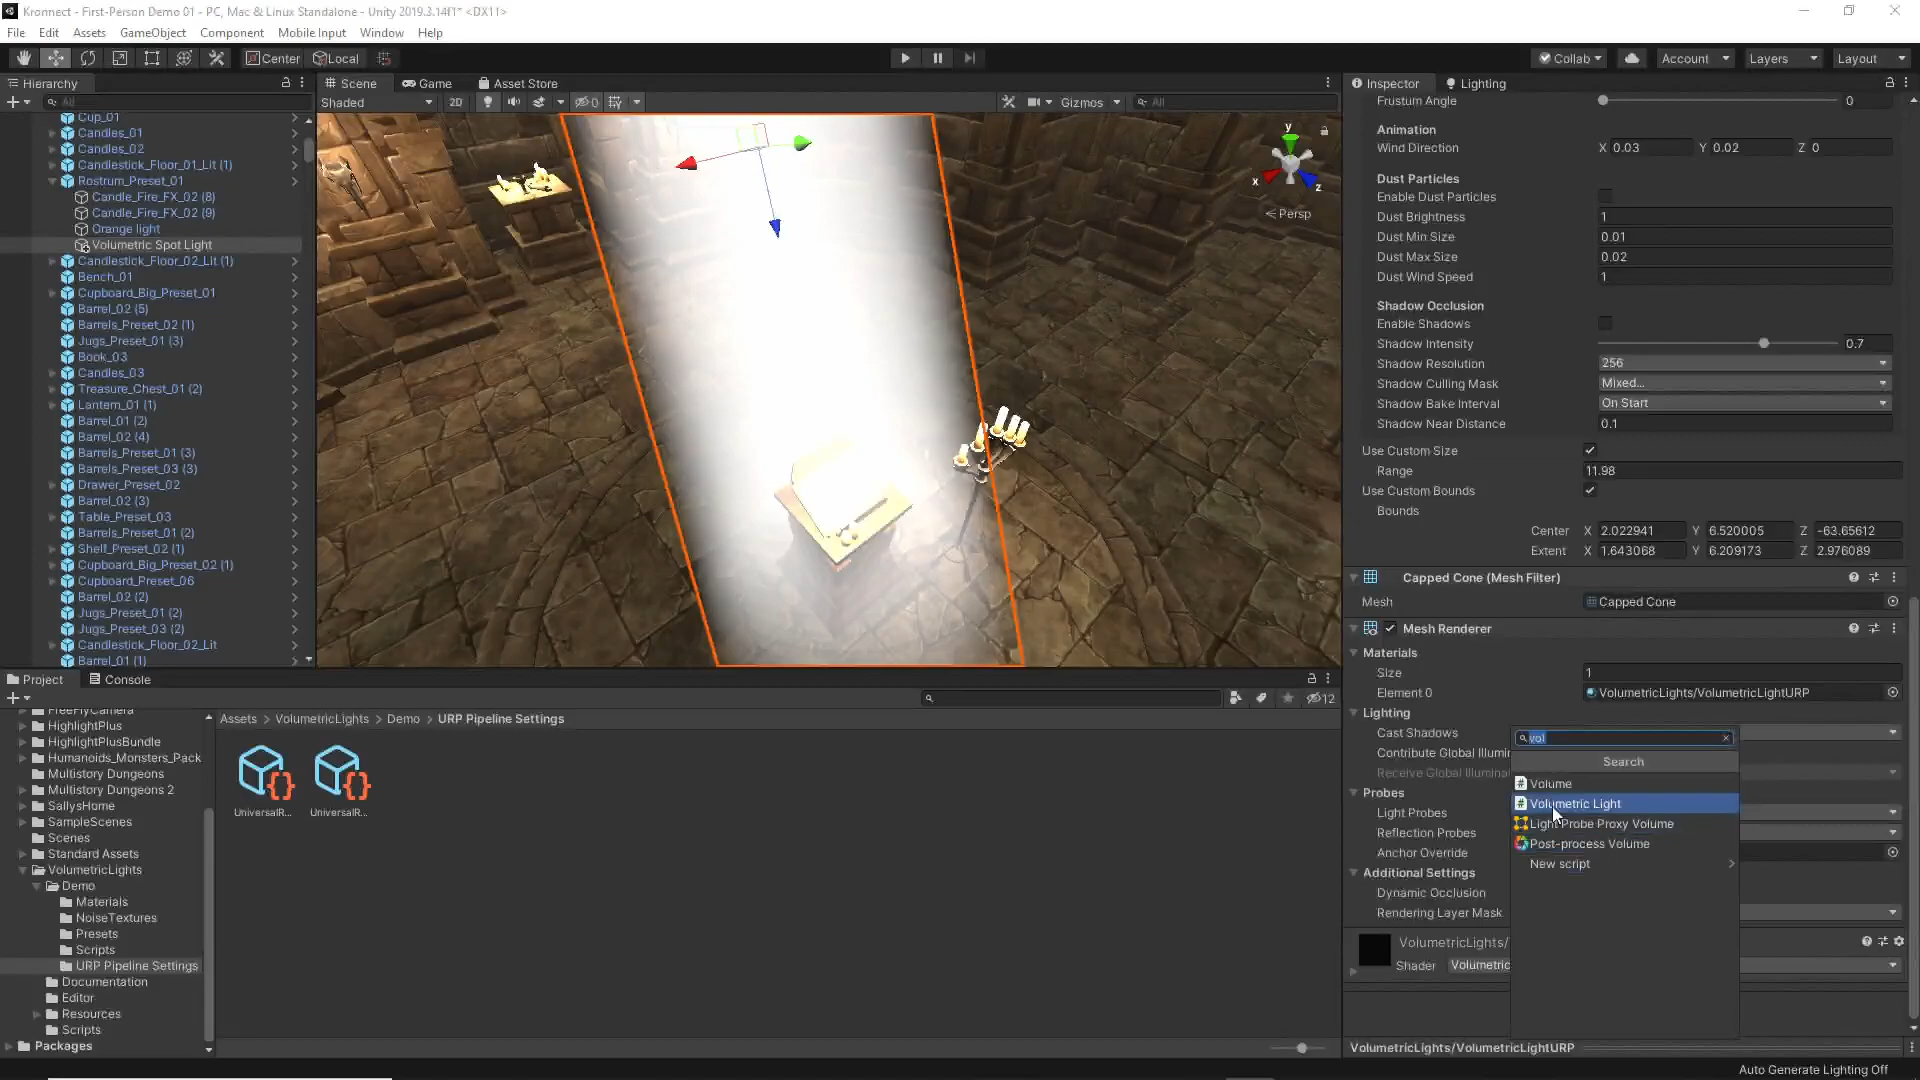 Kronnect - First-Person Demo 01 - PC, Mac & Linux Standalone - Unity 2019.3.14f1* <DX11>
File Edit Assets GameObject Component Mobile Input Window Help
Center Local Collab Account Layers Layout
Hierarchy
Scene Game Asset Store
Inspector Lighting
All
Shaded 2D 0 Gizmos All
Cup_01
Candles_01
Candles_02
Candlestick_Floor_01_Lit (1)
Rostrum_Preset_01
Candle_Fire_FX_02 (8)
Candle_Fire_FX_02 (9)
Orange light
Volumetric Spot Light
Candlestick_Floor_02_Lit (1)
Bench_01
Cupboard_Big_Preset_01
Barrel_02 (5)
Barrels_Preset_02 (1)
Jugs_Preset_01 (3)
Book_03
Candles_03
Treasure_Chest_01 (2)
Lantern_01 (1)
Barrel_01 (2)
Barrel_02 (4)
Barrels_Preset_01 (3)
Barrels_Preset_03 (3)
Drawer_Preset_02
Barrel_02 (3)
Table_Preset_03
Barrels_Preset_01 (2)
Shelf_Preset_02 (1)
Cupboard_Big_Preset_02 (1)
Cupboard_Preset_06
Barrel_02 (2)
Jugs_Preset_01 (2)
Jugs_Preset_03 (2)
Candlestick_Floor_02_Lit
Barrel_01 (1)
y
x z
Persp
Frustum Angle 0
Animation
Wind Direction X 0.03 Y 0.02 Z 0
Dust Particles
Enable Dust Particles
Dust Brightness 1
Dust Min Size 0.01
Dust Max Size 0.02
Dust Wind Speed 1
Shadow Occlusion
Enable Shadows
Shadow Intensity 0.7
Shadow Resolution 256
Shadow Culling Mask Mixed...
Shadow Bake Interval On Start
Shadow Near Distance 0.1
Use Custom Size
Range 11.98
Use Custom Bounds
Bounds
Center X 2.022941 Y 6.520005 Z -63.65612
Extent X 1.643068 Y 6.209173 Z 2.976089
Capped Cone (Mesh Filter)
Mesh Capped Cone
Mesh Renderer
Materials
Size 1
Element 0 VolumetricLights/VolumetricLightURP
Lighting
Cast Shadows
Contribute Global Illumin
Receive Global Illumina
Probes
Light Probes
Reflection Probes
Anchor Override
Additional Settings
Dynamic Occlusion
Rendering Layer Mask
VolumetricLights/
Shader Volumetric
vol
Search
Volume
Volumetric Light
Light Probe Proxy Volume
Post-process Volume
New script
VolumetricLights/VolumetricLightURP
Project Console
12
Assets > VolumetricLights > Demo > URP Pipeline Settings
FreeFlyCamera
HighlightPlus
HighlightPlusBundle
Humanoids_Monsters_Pack
Multistory Dungeons
Multistory Dungeons 2
SallysHome
SampleScenes
Scenes
Standard Assets
VolumetricLights
Demo
Materials
NoiseTextures
Presets
Scripts
URP Pipeline Settings
Documentation
Editor
Resources
Scripts
Packages
UniversalR... UniversalR...
Auto Generate Lighting Off